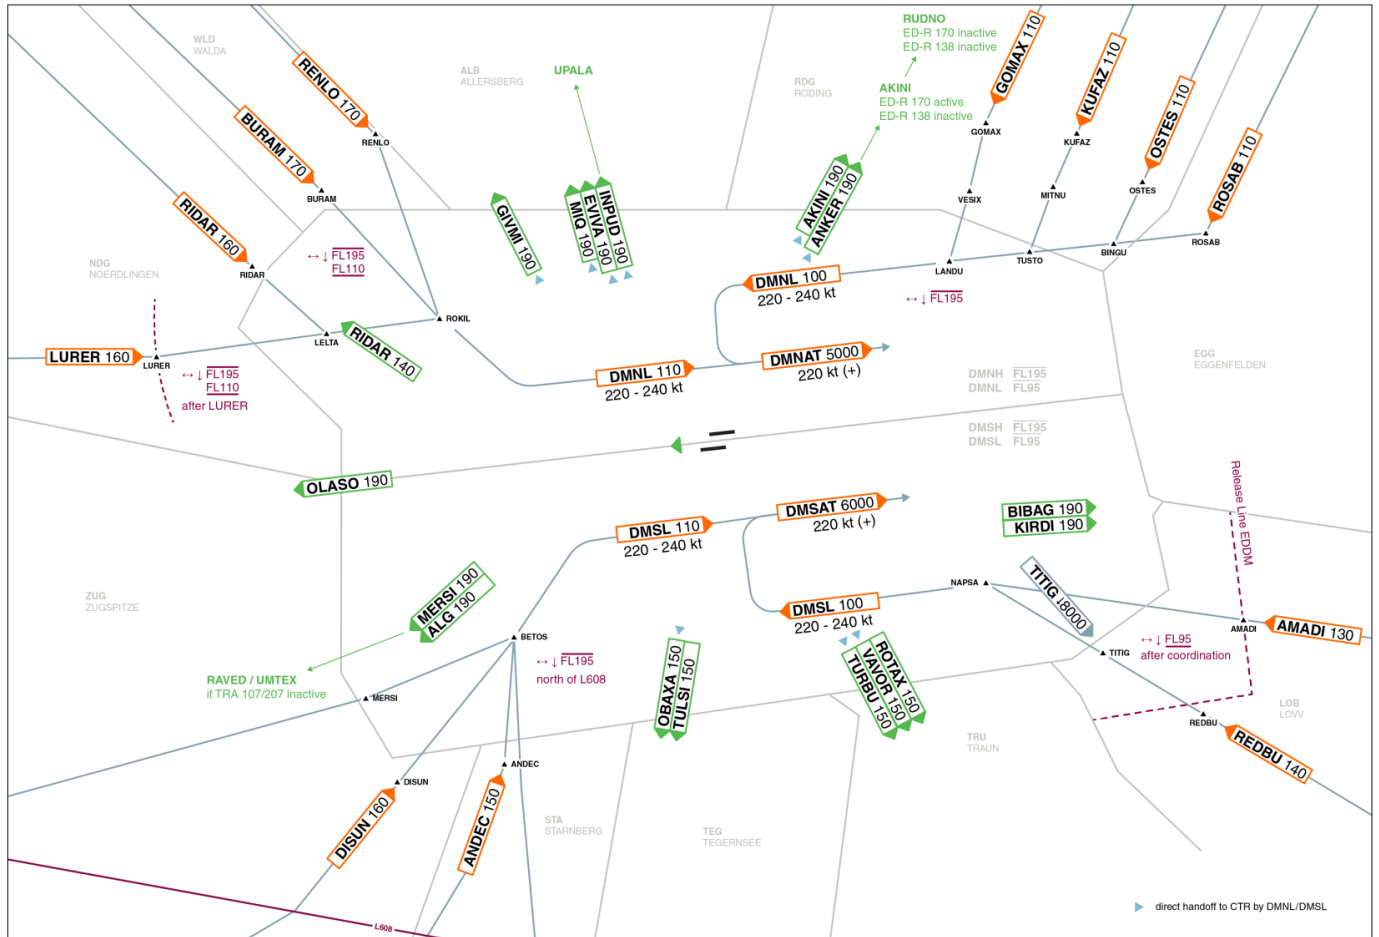 WLD
WALDA
RENLO 170
RENLO
BURAM 170
BURAM
RIDAR 160
RIDAR
NDG
NOERDLINGEN
ALB
ALLERSBERG
UPALA
RDG
RODING
RUDNO
ED-R 170 inactive
ED-R 138 inactive
AKINI
ED-R 170 active
ED-R 138 inactive
GOMAX 110
GOMAX
KUFAZ 110
KUFAZ
OSTES 110
OSTES
ROSAB 110
ROSAB
VESIX
MITNU
BINGU
TUSTO
LANDU
GIVMI 190
MIQ 190
EVIVA 190
INPUD 190
AKINI 190
ANKER 190
↔ ↓ FL195
FL110
DMNL 100
220 - 240 kt
↔ ↓ FL195
ROKIL
LELTA
RIDAR 140
LURER 160
LURER
↔ ↓ FL195
FL110
after LURER
DMNL 110
220 - 240 kt
DMNAT 5000
220 kt (+)
DMNH FL195
DMNL FL95
DMSH FL195
DMSL FL95
EGG
EGGENFELDEN
OLASO 190
DMSL 110
220 - 240 kt
DMSAT 6000
220 kt (+)
BIBAG 190
KIRDI 190
Release Line EDDM
ZUG
ZUGSPITZE
MERSI 190
ALG 190
RAVED / UMTEX
if TRA 107/207 inactive
MERSI
BETOS
↔ ↓ FL195
north of L608
OBAXA 150
TULSI 150
DMSL 100
220 - 240 kt
NAPSA
TITIG ↓8000
TITIG
TURBU 150
VAVOR 150
ROTAX 150
AMADI 130
AMADI
↔ ↓ FL95
after coordination
REDBU
REDBU 140
LOB
LOVV
TRU
TRAUN
DISUN
DISUN 160
ANDEC
ANDEC 150
STA
STARNBERG
TEG
TEGERNSEE
L608
direct handoff to CTR by DMNL/DMSL